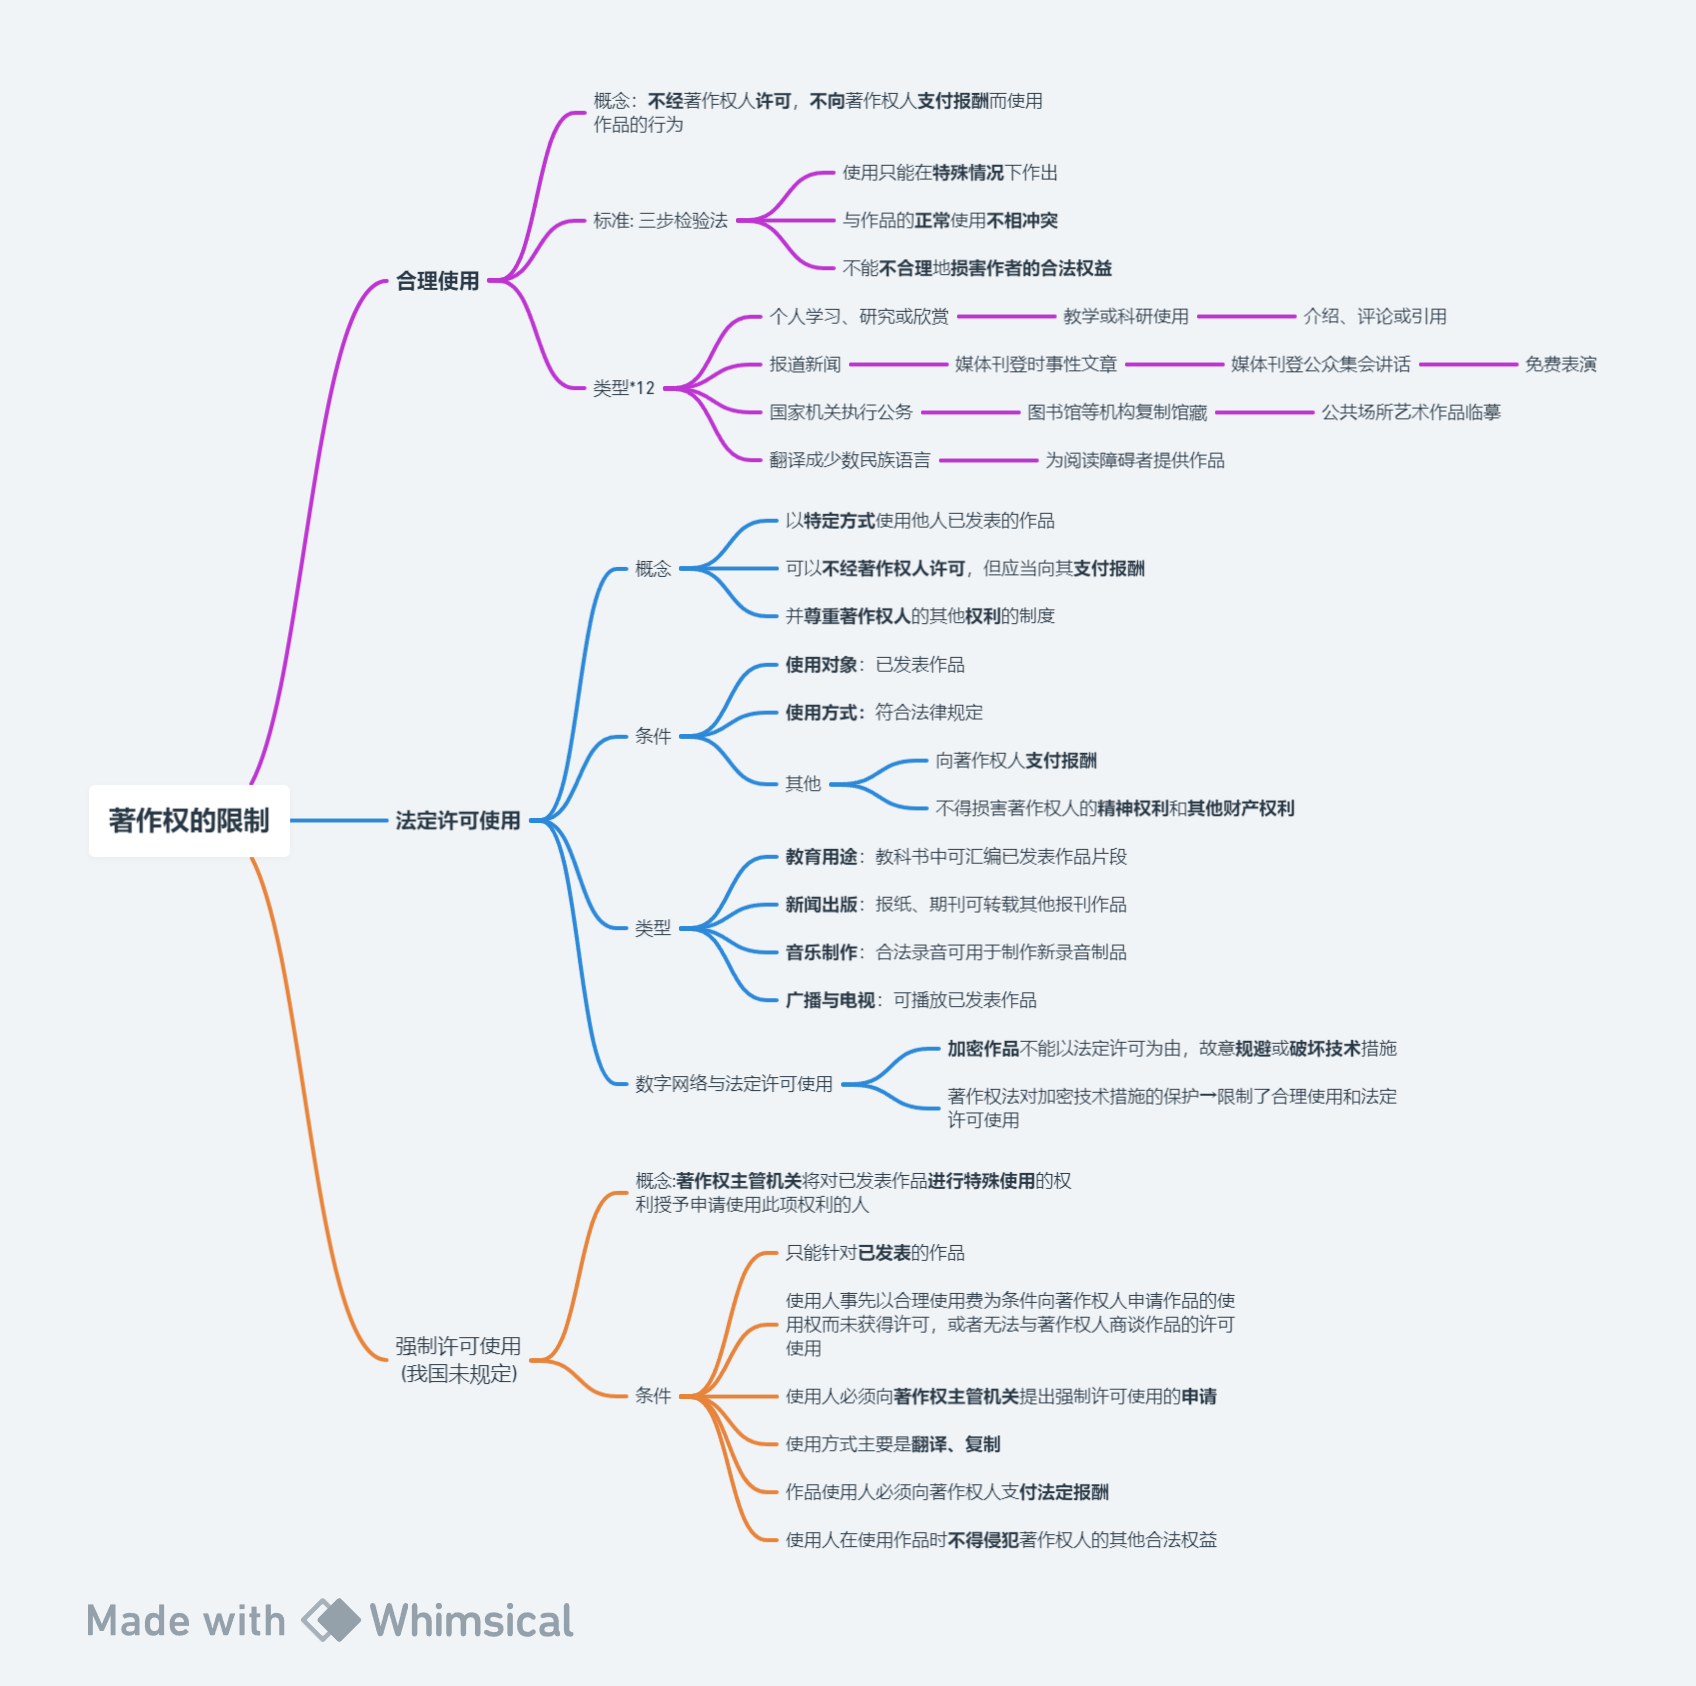 概念：不经著作权人许可，不向著作权人支付报酬而使用
作品的行为
使用只能在特殊情况下作出
标准: 三步检验法
与作品的正常使用不相冲突
不能不合理地损害作者的合法权益
合理使用
个人学习、研究或欣赏 教学或科研使用 介绍、评论或引用
报道新闻 媒体刊登时事性文章 媒体刊登公众集会讲话 免费表演
类型*12
国家机关执行公务 图书馆等机构复制馆藏 公共场所艺术作品临摹
翻译成少数民族语言 为阅读障碍者提供作品
以特定方式使用他人已发表的作品
概念
可以不经著作权人许可，但应当向其支付报酬
并尊重著作权人的其他权利的制度
使用对象：已发表作品
使用方式：符合法律规定
条件
向著作权人支付报酬
其他
不得损害著作权人的精神权利和其他财产权利
著作权的限制
法定许可使用
教育用途：教科书中可汇编已发表作品片段
新闻出版：报纸、期刊可转载其他报刊作品
类型
音乐制作：合法录音可用于制作新录音制品
广播与电视：可播放已发表作品
加密作品不能以法定许可为由，故意规避或破坏技术措施
数字网络与法定许可使用
著作权法对加密技术措施的保护→限制了合理使用和法定
许可使用
概念:著作权主管机关将对已发表作品进行特殊使用的权
利授予申请使用此项权利的人
只能针对已发表的作品
使用人事先以合理使用费为条件向著作权人申请作品的使
用权而未获得许可，或者无法与著作权人商谈作品的许可
使用
强制许可使用
(我国未规定)
条件
使用人必须向著作权主管机关提出强制许可使用的申请
使用方式主要是翻译、复制
作品使用人必须向著作权人支付法定报酬
使用人在使用作品时不得侵犯著作权人的其他合法权益
Made with Whimsical